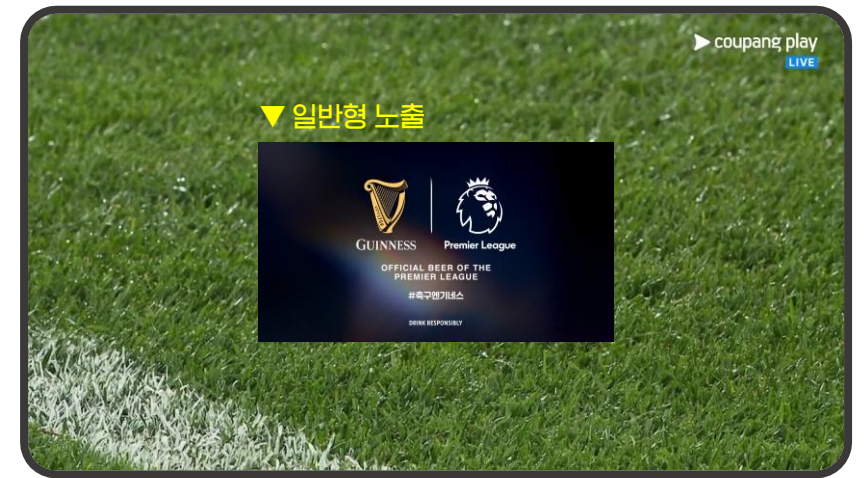 coupang play
LIVE
▼ 일반형 노출
GUINNESS
Premier League
OFFICIAL BEER OF THE
PREMIER LEAGUE
#축구엔기네스
DRINK RESPONSIBLY